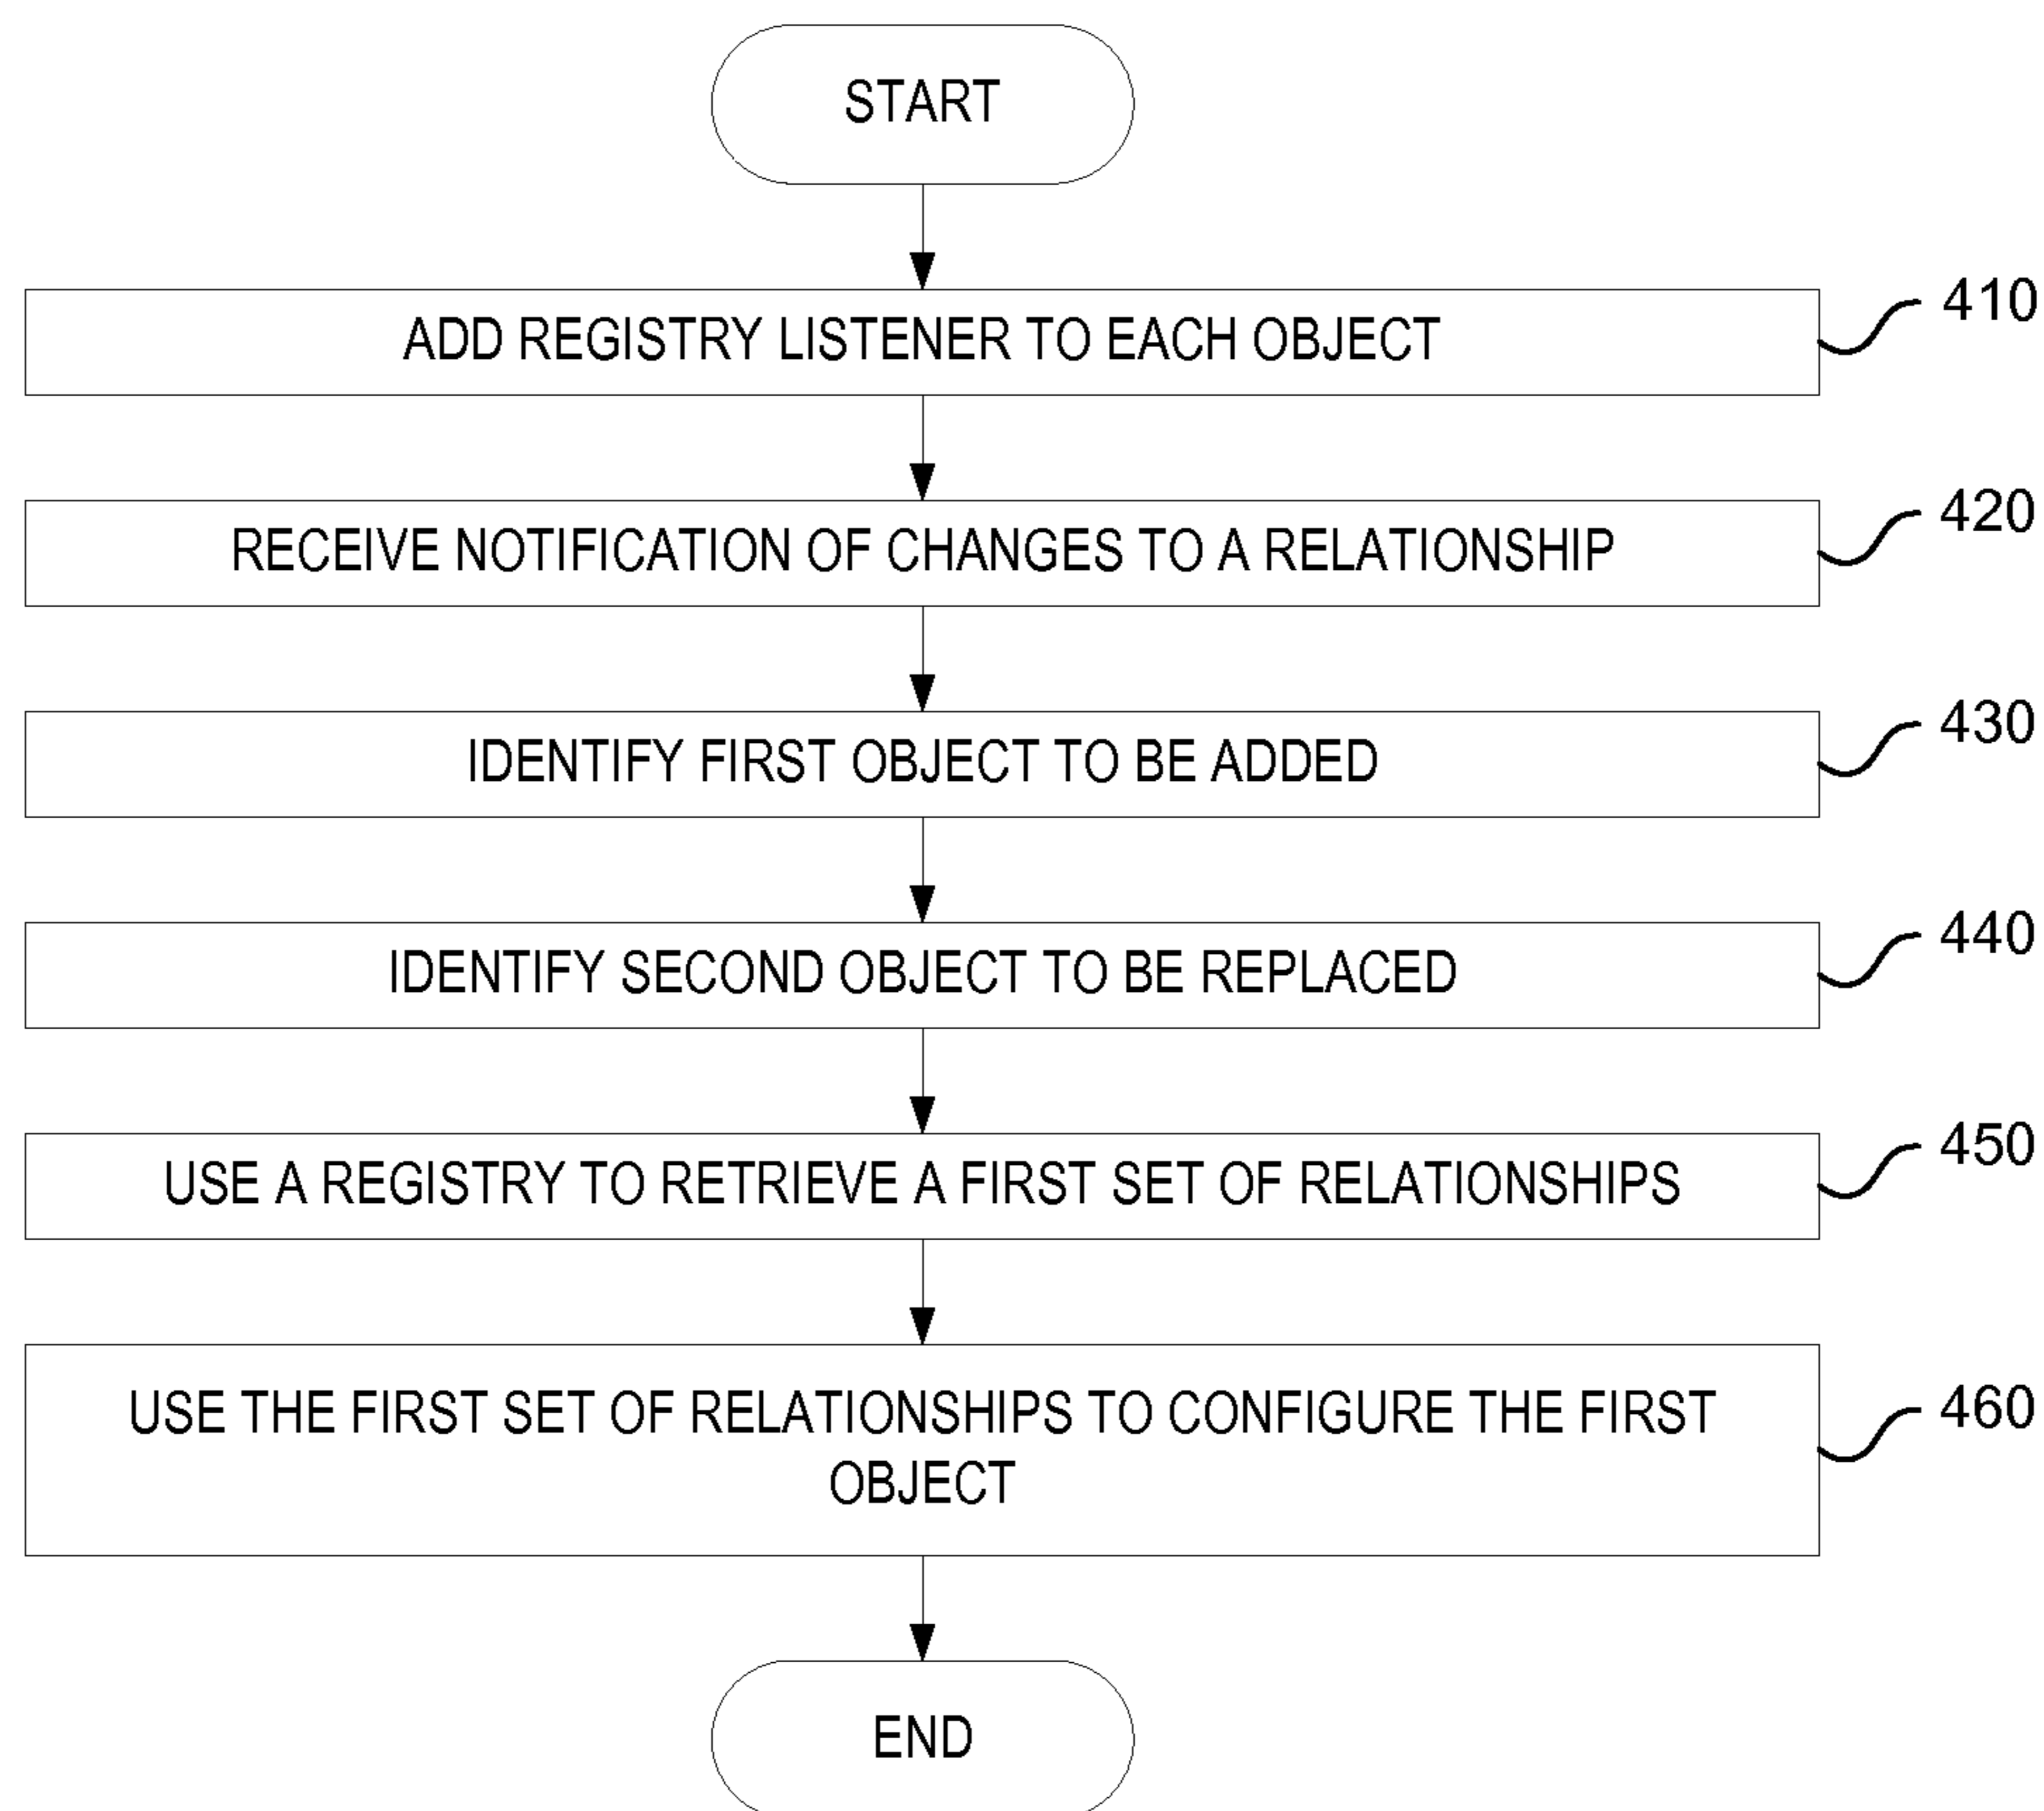 START
ADD REGISTRY LISTENER TO EACH OBJECT
410
RECEIVE NOTIFICATION OF CHANGES TO A RELATIONSHIP
420
IDENTIFY FIRST OBJECT TO BE ADDED
430
IDENTIFY SECOND OBJECT TO BE REPLACED
440
USE A REGISTRY TO RETRIEVE A FIRST SET OF RELATIONSHIPS
450
USE THE FIRST SET OF RELATIONSHIPS TO CONFIGURE THE FIRST
OBJECT
460
END